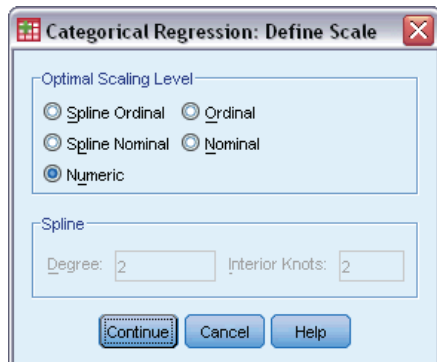 Categorical Regression: Define Scale
Optimal Scaling Level
Spline Ordinal Ordinal
Spline Nominal Nominal
Numeric
Spline
Degree: 2 Interior Knots: 2
Continue Cancel Help